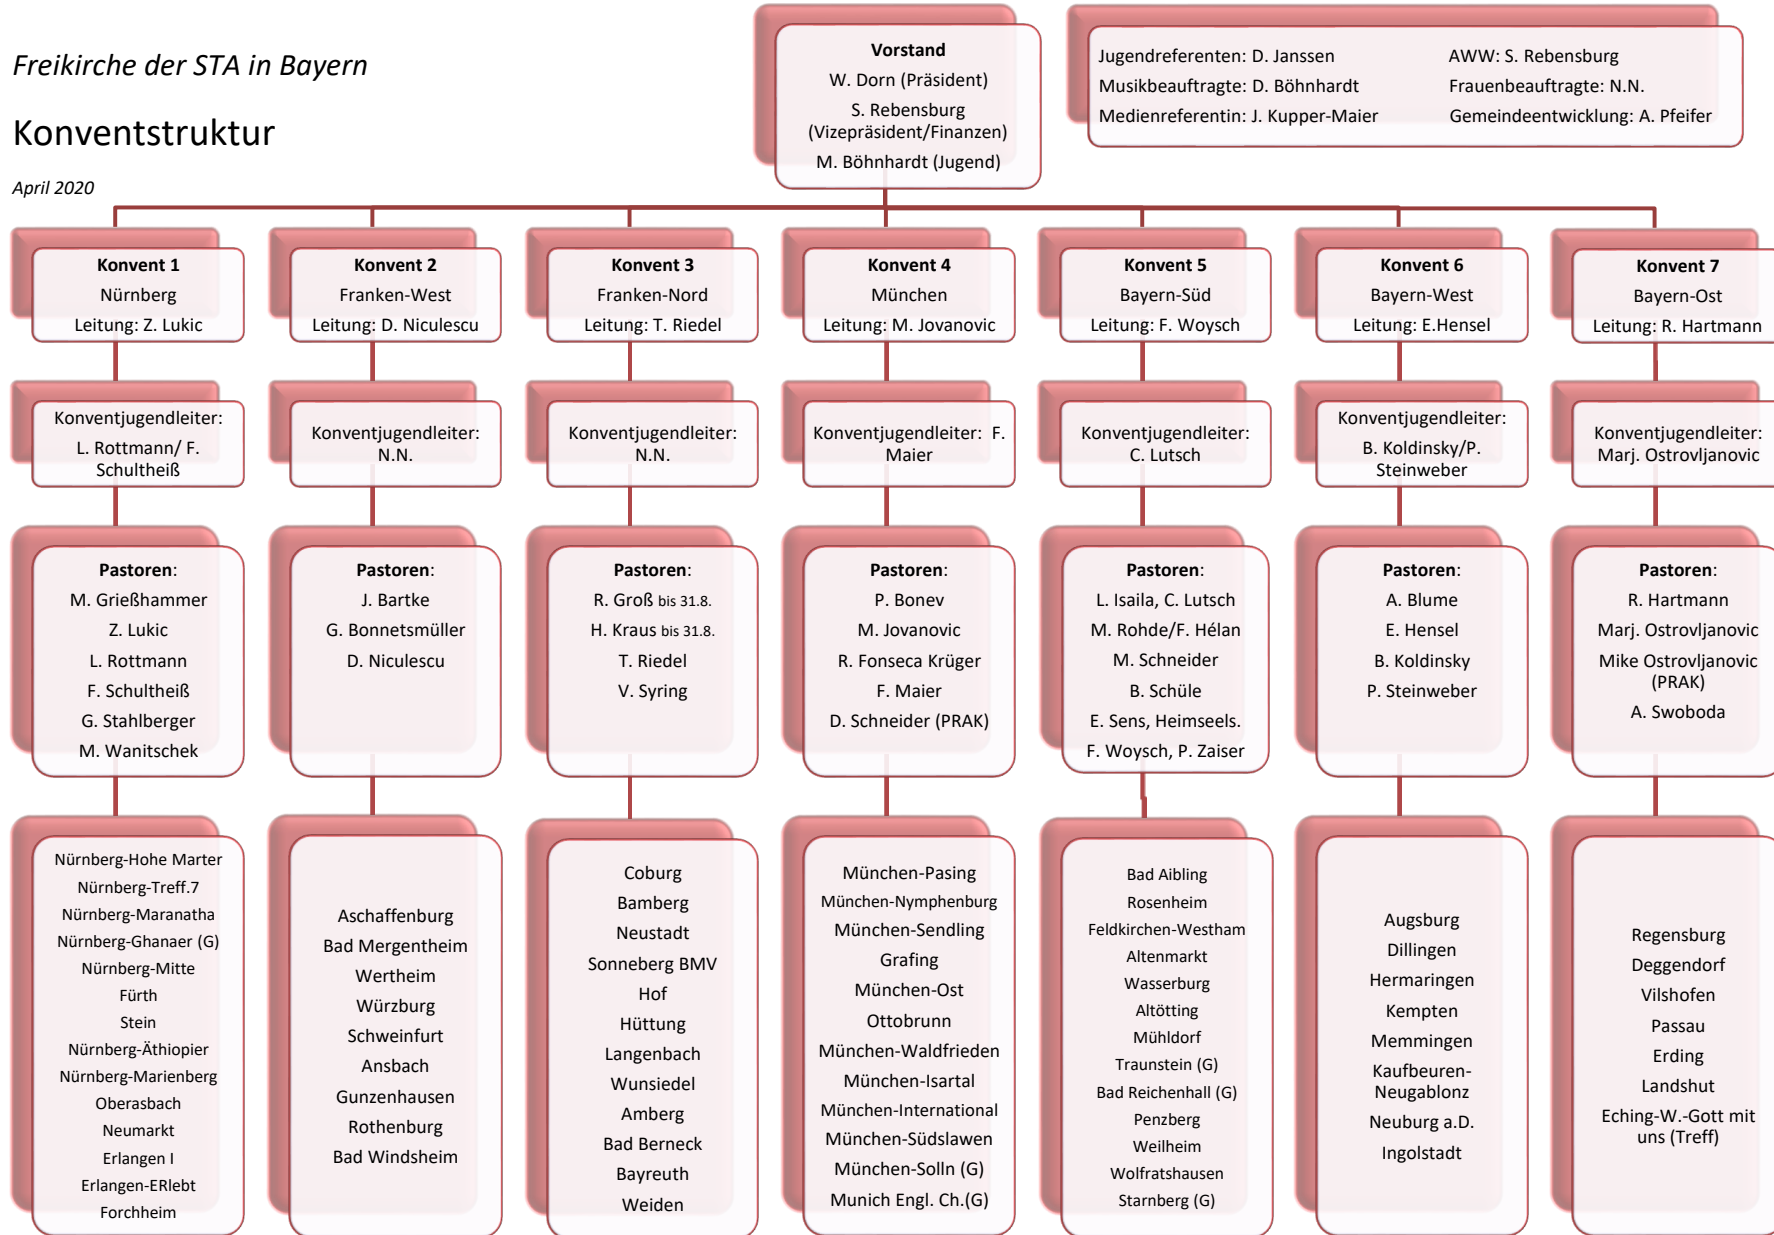 Freikirche der STA in Bayern
Konventstruktur
April 2020
Vorstand
W. Dorn (Präsident)
S. Rebensburg
(Vizepräsident/Finanzen)
M. Böhnhardt (Jugend)
Jugendreferenten: D. Janssen
Musikbeauftragte: D. Böhnhardt
Medienreferentin: J. Kupper-Maier
AWW: S. Rebensburg
Frauenbeauftragte: N.N.
Gemeindeentwicklung: A. Pfeifer
Konvent 1
Nürnberg
Leitung: Z. Lukic
Konvent 2
Franken-West
Leitung: D. Niculescu
Konvent 3
Franken-Nord
Leitung: T. Riedel
Konvent 4
München
Leitung: M. Jovanovic
Konvent 5
Bayern-Süd
Leitung: F. Woysch
Konvent 6
Bayern-West
Leitung: E.Hensel
Konvent 7
Bayern-Ost
Leitung: R. Hartmann
Konventjugendleiter:
L. Rottmann/ F.
Schultheiß
Konventjugendleiter:
N.N.
Konventjugendleiter:
N.N.
Konventjugendleiter: F.
Maier
Konventjugendleiter:
C. Lutsch
Konventjugendleiter:
B. Koldinsky/P.
Steinweber
Konventjugendleiter:
Marj. Ostrovljanovic
Pastoren:
M. Grießhammer
Z. Lukic
L. Rottmann
F. Schultheiß
G. Stahlberger
M. Wanitschek
Pastoren:
J. Bartke
G. Bonnetsmüller
D. Niculescu
Pastoren:
R. Groß bis 31.8.
H. Kraus bis 31.8.
T. Riedel
V. Syring
Pastoren:
P. Bonev
M. Jovanovic
R. Fonseca Krüger
F. Maier
D. Schneider (PRAK)
Pastoren:
L. Isaila, C. Lutsch
M. Rohde/F. Hélan
M. Schneider
B. Schüle
E. Sens, Heimseels.
F. Woysch, P. Zaiser
Pastoren:
A. Blume
E. Hensel
B. Koldinsky
P. Steinweber
Pastoren:
R. Hartmann
Marj. Ostrovljanovic
Mike Ostrovljanovic
(PRAK)
A. Swoboda
Nürnberg-Hohe Marter
Nürnberg-Treff.7
Nürnberg-Maranatha
Nürnberg-Ghanaer (G)
Nürnberg-Mitte
Fürth
Stein
Nürnberg-Äthiopier
Nürnberg-Marienberg
Oberasbach
Neumarkt
Erlangen I
Erlangen-ERlebt
Forchheim
Aschaffenburg
Bad Mergentheim
Wertheim
Würzburg
Schweinfurt
Ansbach
Gunzenhausen
Rothenburg
Bad Windsheim
Coburg
Bamberg
Neustadt
Sonneberg BMV
Hof
Hüttung
Langenbach
Wunsiedel
Amberg
Bad Berneck
Bayreuth
Weiden
München-Pasing
München-Nymphenburg
München-Sendling
Grafing
München-Ost
Ottobrunn
München-Waldfrieden
München-Isartal
München-International
München-Südslawen
München-Solln (G)
Munich Engl. Ch.(G)
Bad Aibling
Rosenheim
Feldkirchen-Westham
Altenmarkt
Wasserburg
Altötting
Mühldorf
Traunstein (G)
Bad Reichenhall (G)
Penzberg
Weilheim
Wolfratshausen
Starnberg (G)
Augsburg
Dillingen
Hermaringen
Kempten
Memmingen
Kaufbeuren-
Neugablonz
Neuburg a.D.
Ingolstadt
Regensburg
Deggendorf
Vilshofen
Passau
Erding
Landshut
Eching-W.-Gott mit
uns (Treff)